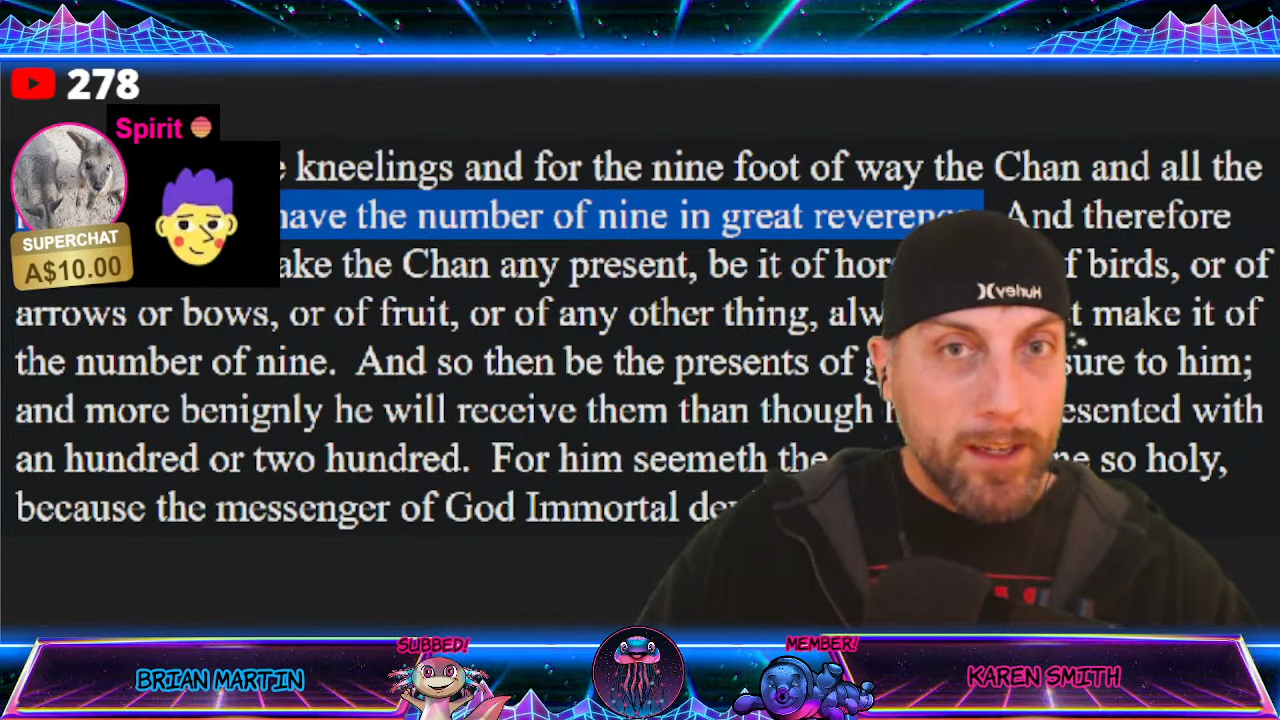 278
Spirit
SUPERCHAT
A$10.00
kneelings and for the nine foot of way the Chan and all the
have the number of nine in great reverence. And therefore
the Chan any present, be it of birds, or of
arrows or bows, or of fruit, or of any other thing, make it of
the number of nine. And so then be the presents of to him;
and more benignly he will receive them than though with
an hundred or two hundred. For him seemeth the so holy,
because the messenger of God Immortal
Hurley
SUBBED!
MEMBER!
BRIAN MARTIN
KAREN SMITH